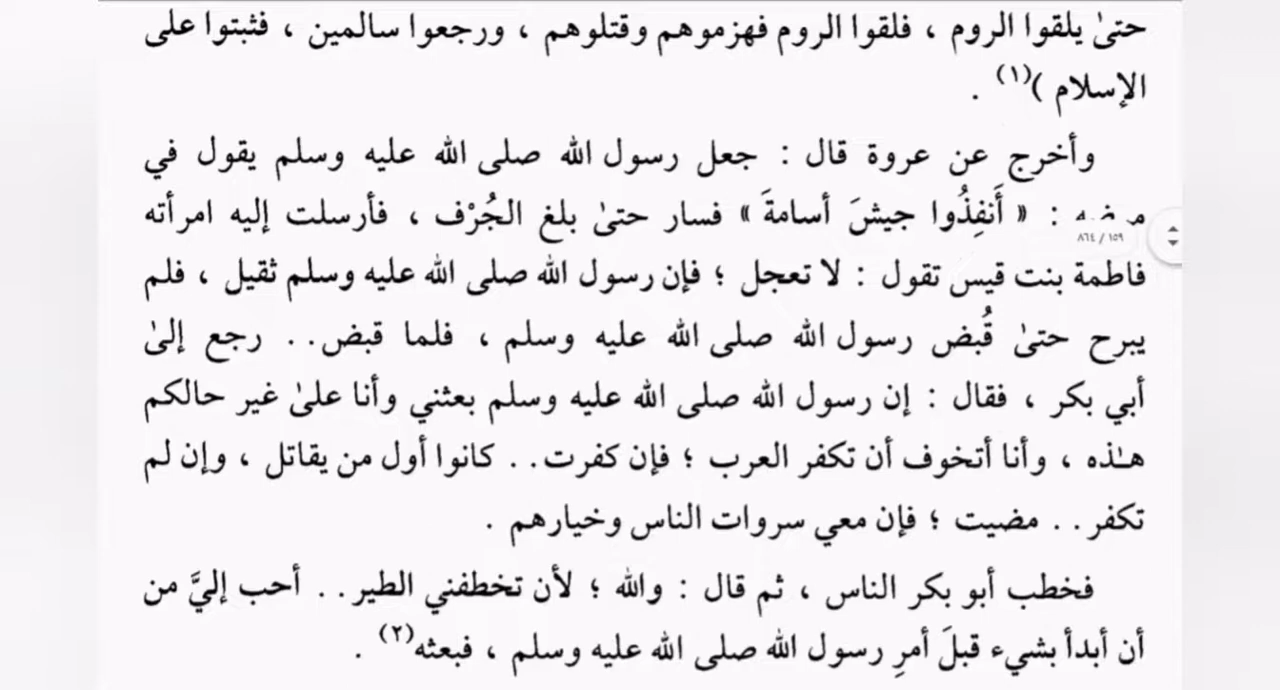 حتىٰ يلقوا الروم ، فلقوا الروم فهزموهم وقتلوهم ، ورجعوا سالمين ، فثبتوا على
الإسلام )(١) .
وأخرج عن عروة قال : جعل رسول الله صلى الله عليه وسلم يقول في
: « أَنفِذُوا جيشَ أسامةَ » فسار حتىٰ بلغ الجُرْف ، فأرسلت إليه امرأته
١٥٩ / ٨٦٤
فاطمة بنت قيس تقول : لا تعجل ؛ فإن رسول الله صلى الله عليه وسلم ثقيل ، فلم
يبرح حتىٰ قُبض رسول الله صلى الله عليه وسلم ، فلما قبض . . رجع إلىٰ
أبي بكر ، فقال : إن رسول الله صلى الله عليه وسلم بعثني وأنا علىٰ غير حالكم
هـٰذه ، وأنا أتخوف أن تكفر العرب ؛ فإن كفرت . . كانوا أول من يقاتل ، وإن لم
تكفر . . مضيت ؛ فإن معي سروات الناس وخيارهم .
فخطب أبو بكر الناس ، ثم قال : والله ؛ لأن تخطفني الطير . . أحب إليَّ من
أن أبدأ بشيء قبلَ أمرِ رسول الله صلى الله عليه وسلم ، فبعثه(٢) .